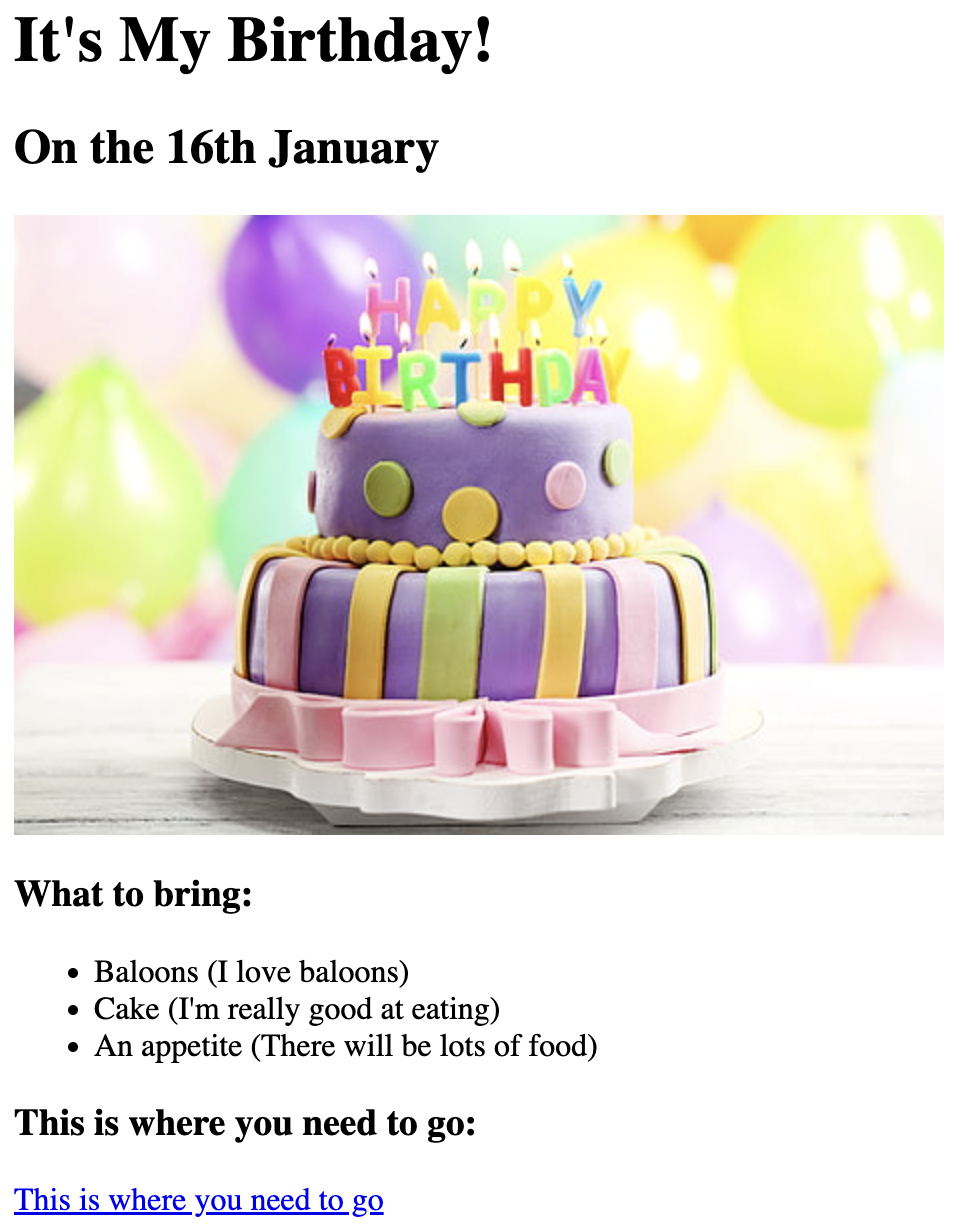 It's My Birthday!
On the 16th January
HAPPY
BIRTHDAY
What to bring:
Baloons (I love baloons)
Cake (I'm really good at eating)
An appetite (There will be lots of food)
This is where you need to go:
This is where you need to go